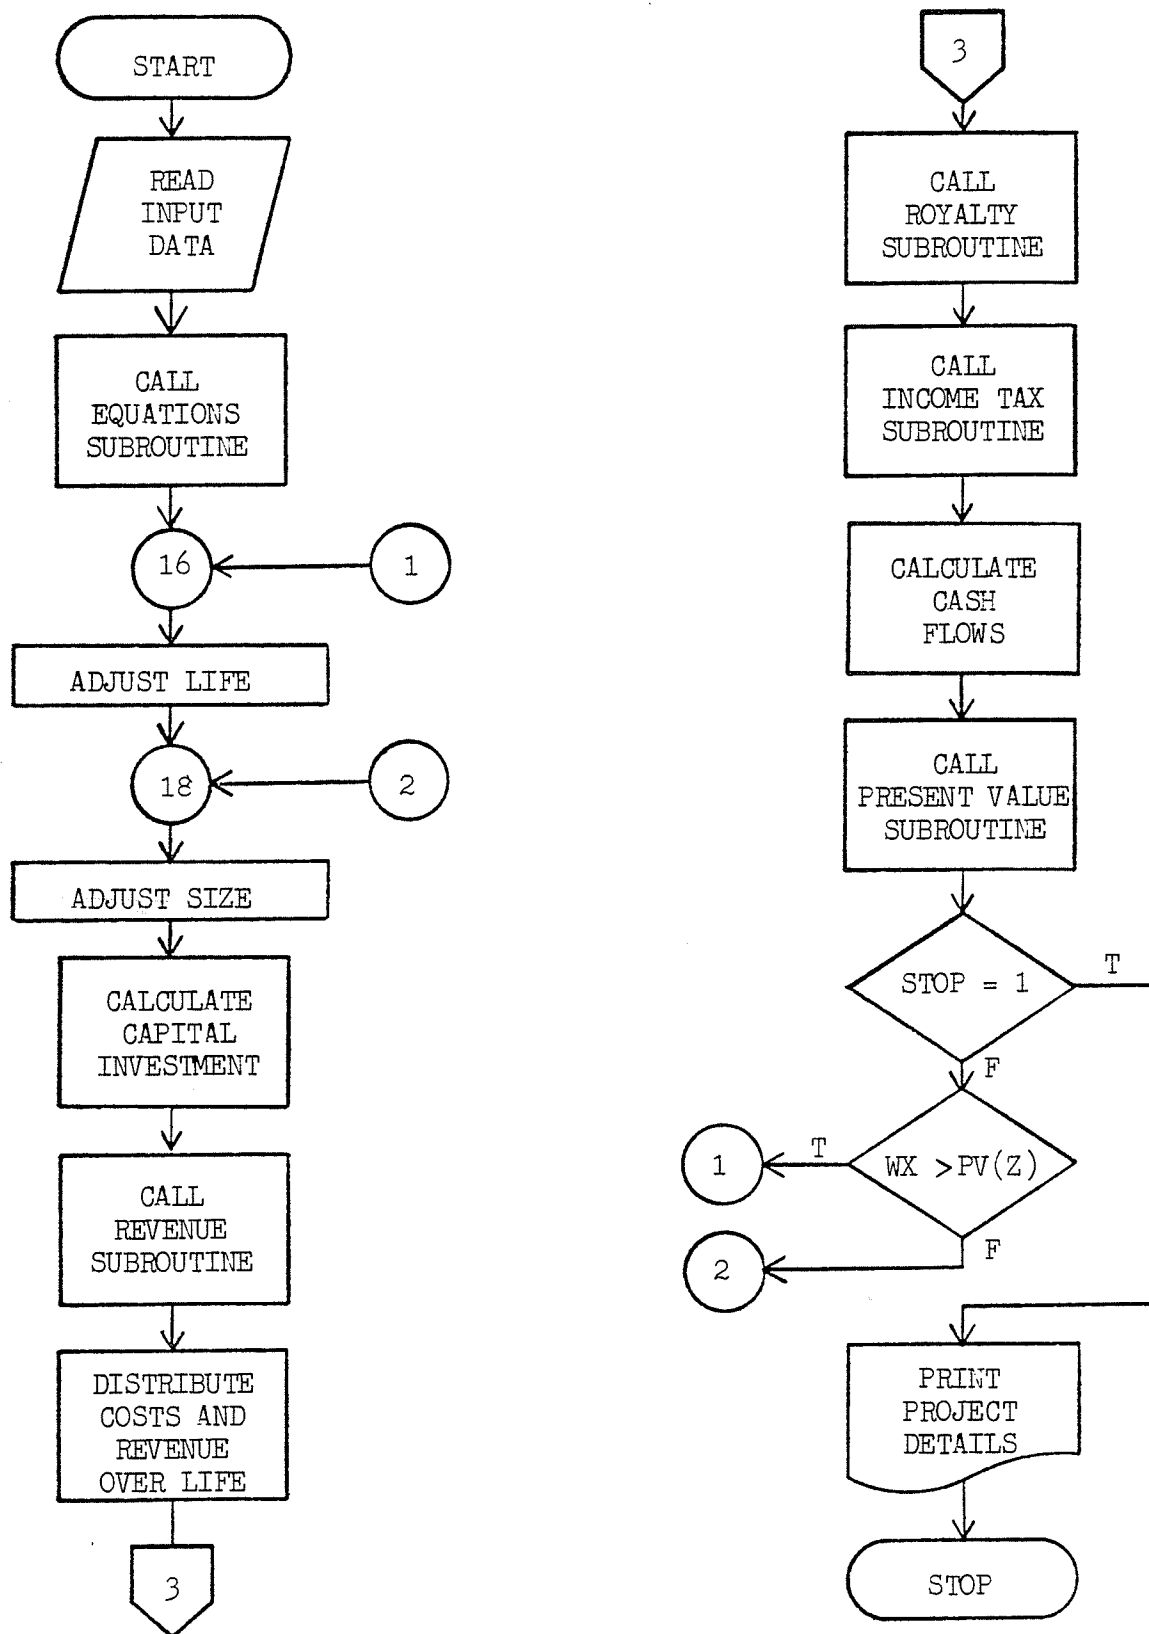 START
READ
INPUT
DATA
CALL
EQUATIONS
SUBROUTINE
16
1
ADJUST LIFE
18
2
ADJUST SIZE
CALCULATE
CAPITAL
INVESTMENT
CALL
REVENUE
SUBROUTINE
DISTRIBUTE
COSTS AND
REVENUE
OVER LIFE
3
3
CALL
ROYALTY
SUBROUTINE
CALL
INCOME TAX
SUBROUTINE
CALCULATE
CASH
FLOWS
CALL
PRESENT VALUE
SUBROUTINE
STOP = 1
T
F
WX >PV(Z)
T
1
F
2
PRINT
PROJECT
DETAILS
STOP